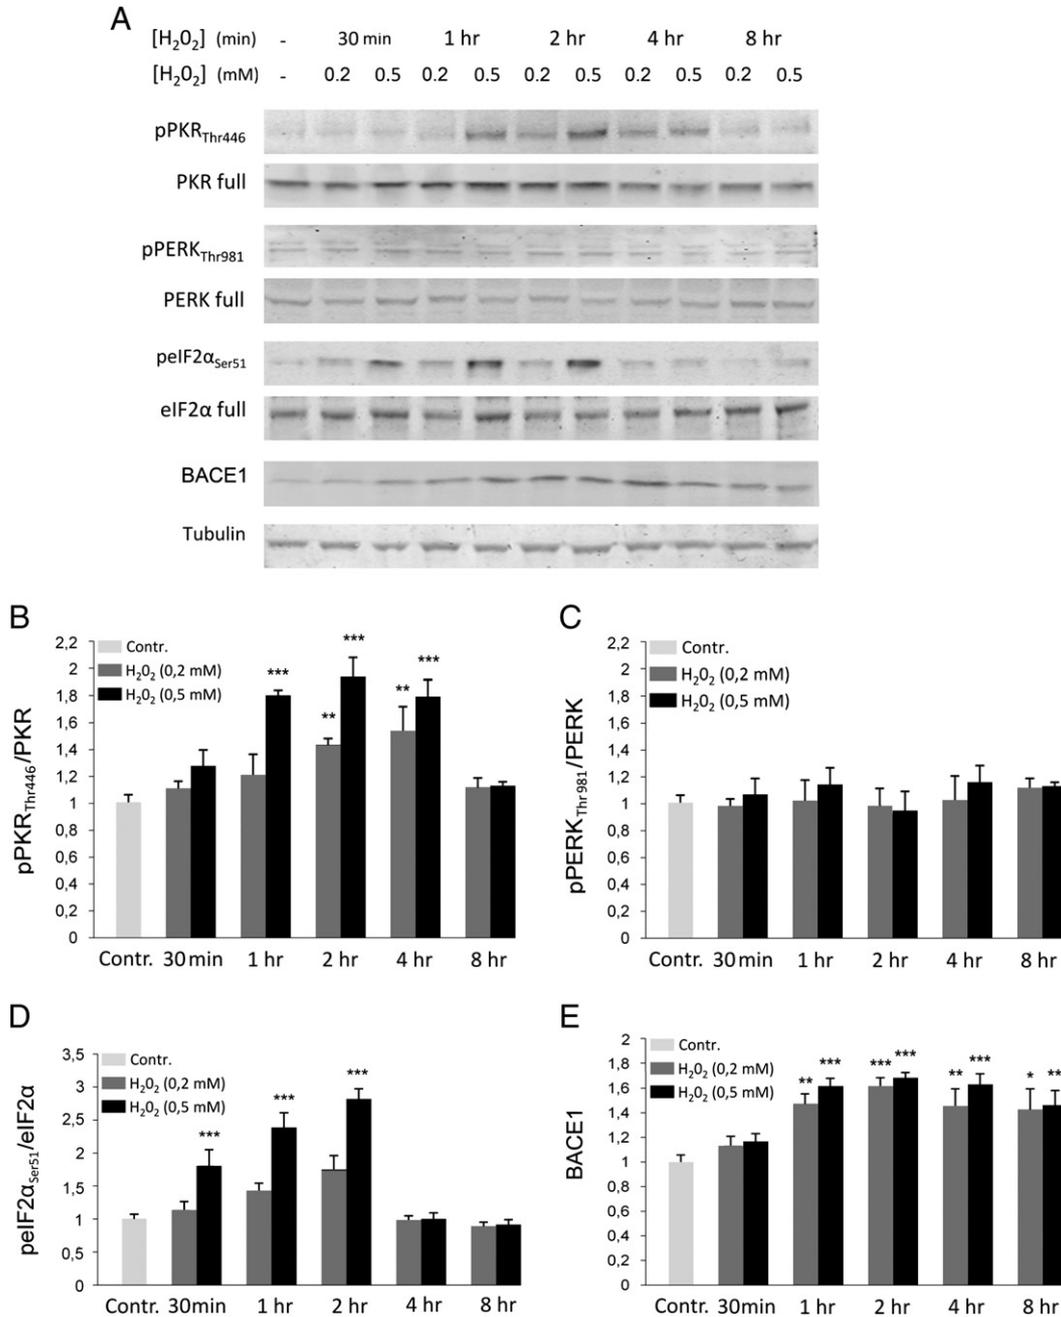 A
[H₂O₂] (min) - 30 min 1 hr 2 hr 4 hr 8 hr
[H₂O₂] (mM) - 0.2 0.5 0.2 0.5 0.2 0.5 0.2 0.5 0.2 0.5
pPKRThr446
PKR full
pPERKThr981
PERK full
peIF2αSer51
eIF2α full
BACE1
Tubulin
B
pPKRThr446/PKR
2,2
2
1,8
1,6
1,4
1,2
1
0,8
0,6
0,4
0,2
0
Contr.
H₂O₂ (0,2 mM)
H₂O₂ (0,5 mM)
*** ** *** ** ***
Contr. 30 min 1 hr 2 hr 4 hr 8 hr
C
pPERKThr 981/PERK
2,2
2
1,8
1,6
1,4
1,2
1
0,8
0,6
0,4
0,2
0
Contr.
H₂O₂ (0,2 mM)
H₂O₂ (0,5 mM)
Contr. 30 min 1 hr 2 hr 4 hr 8 hr
D
peIF2αSer51/eIF2α
3,5
3
2,5
2
1,5
1
0,5
0
Contr.
H₂O₂ (0,2 mM)
H₂O₂ (0,5 mM)
*** *** ***
Contr. 30min 1 hr 2 hr 4 hr 8 hr
E
BACE1
2
1,8
1,6
1,4
1,2
1
0,8
0,6
0,4
0,2
0
Contr.
H₂O₂ (0,2 mM)
H₂O₂ (0,5 mM)
** *** *** *** ** *** * **
Contr. 30min 1 hr 2 hr 4 hr 8 hr